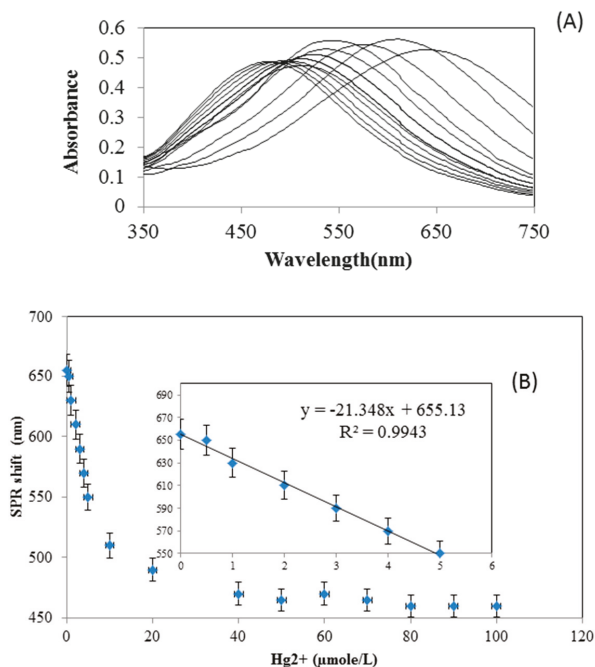 (A)
0.6
0.5
0.4
0.3
0.2
0.1
0
Absorbance
350 450 550 650 750
Wavelength(nm)
(B)
700
650
600
550
500
450
SPR shift (nm)
0 20 40 60 80 100 120
Hg2+ (µmole/L)
690
670
650
630
610
590
570
550
0 1 2 3 4 5 6
y = -21.348x + 655.13
R² = 0.9943